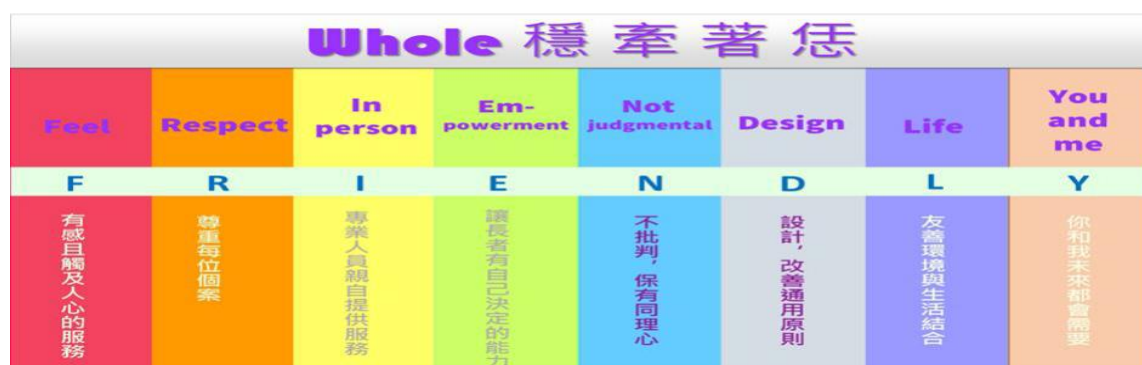 Whole 穩牽著恁
Feel
Respect
In
person
Em-
powerment
Not
judgmental
Design
Life
You
and
me
F R I E N D L Y
有感且觸及人心的服務
尊重每位個案
專業人員親自提供服務
讓長者有自己決定的能力
不批判，保有同理心
設計，改善通用原則
友善環境與生活結合
你和我未來都會需要